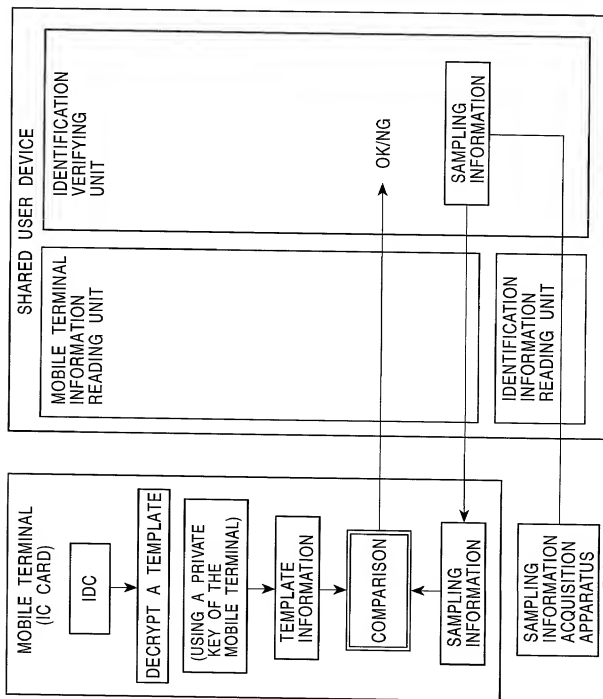 SHARED USER DEVICE
MOBILE TERMINAL
(IC CARD)
IDC
DECRYPT A TEMPLATE
(USING A PRIVATE
KEY OF THE
MOBILE TERMINAL)
TEMPLATE
INFORMATION
COMPARISON
SAMPLING
INFORMATION
SAMPLING
INFORMATION
ACQUISITION
APPARATUS
MOBILE TERMINAL
INFORMATION
READING UNIT
IDENTIFICATION
INFORMATION
READING UNIT
IDENTIFICATION
VERIFYING
UNIT
OK/NG
SAMPLING
INFORMATION